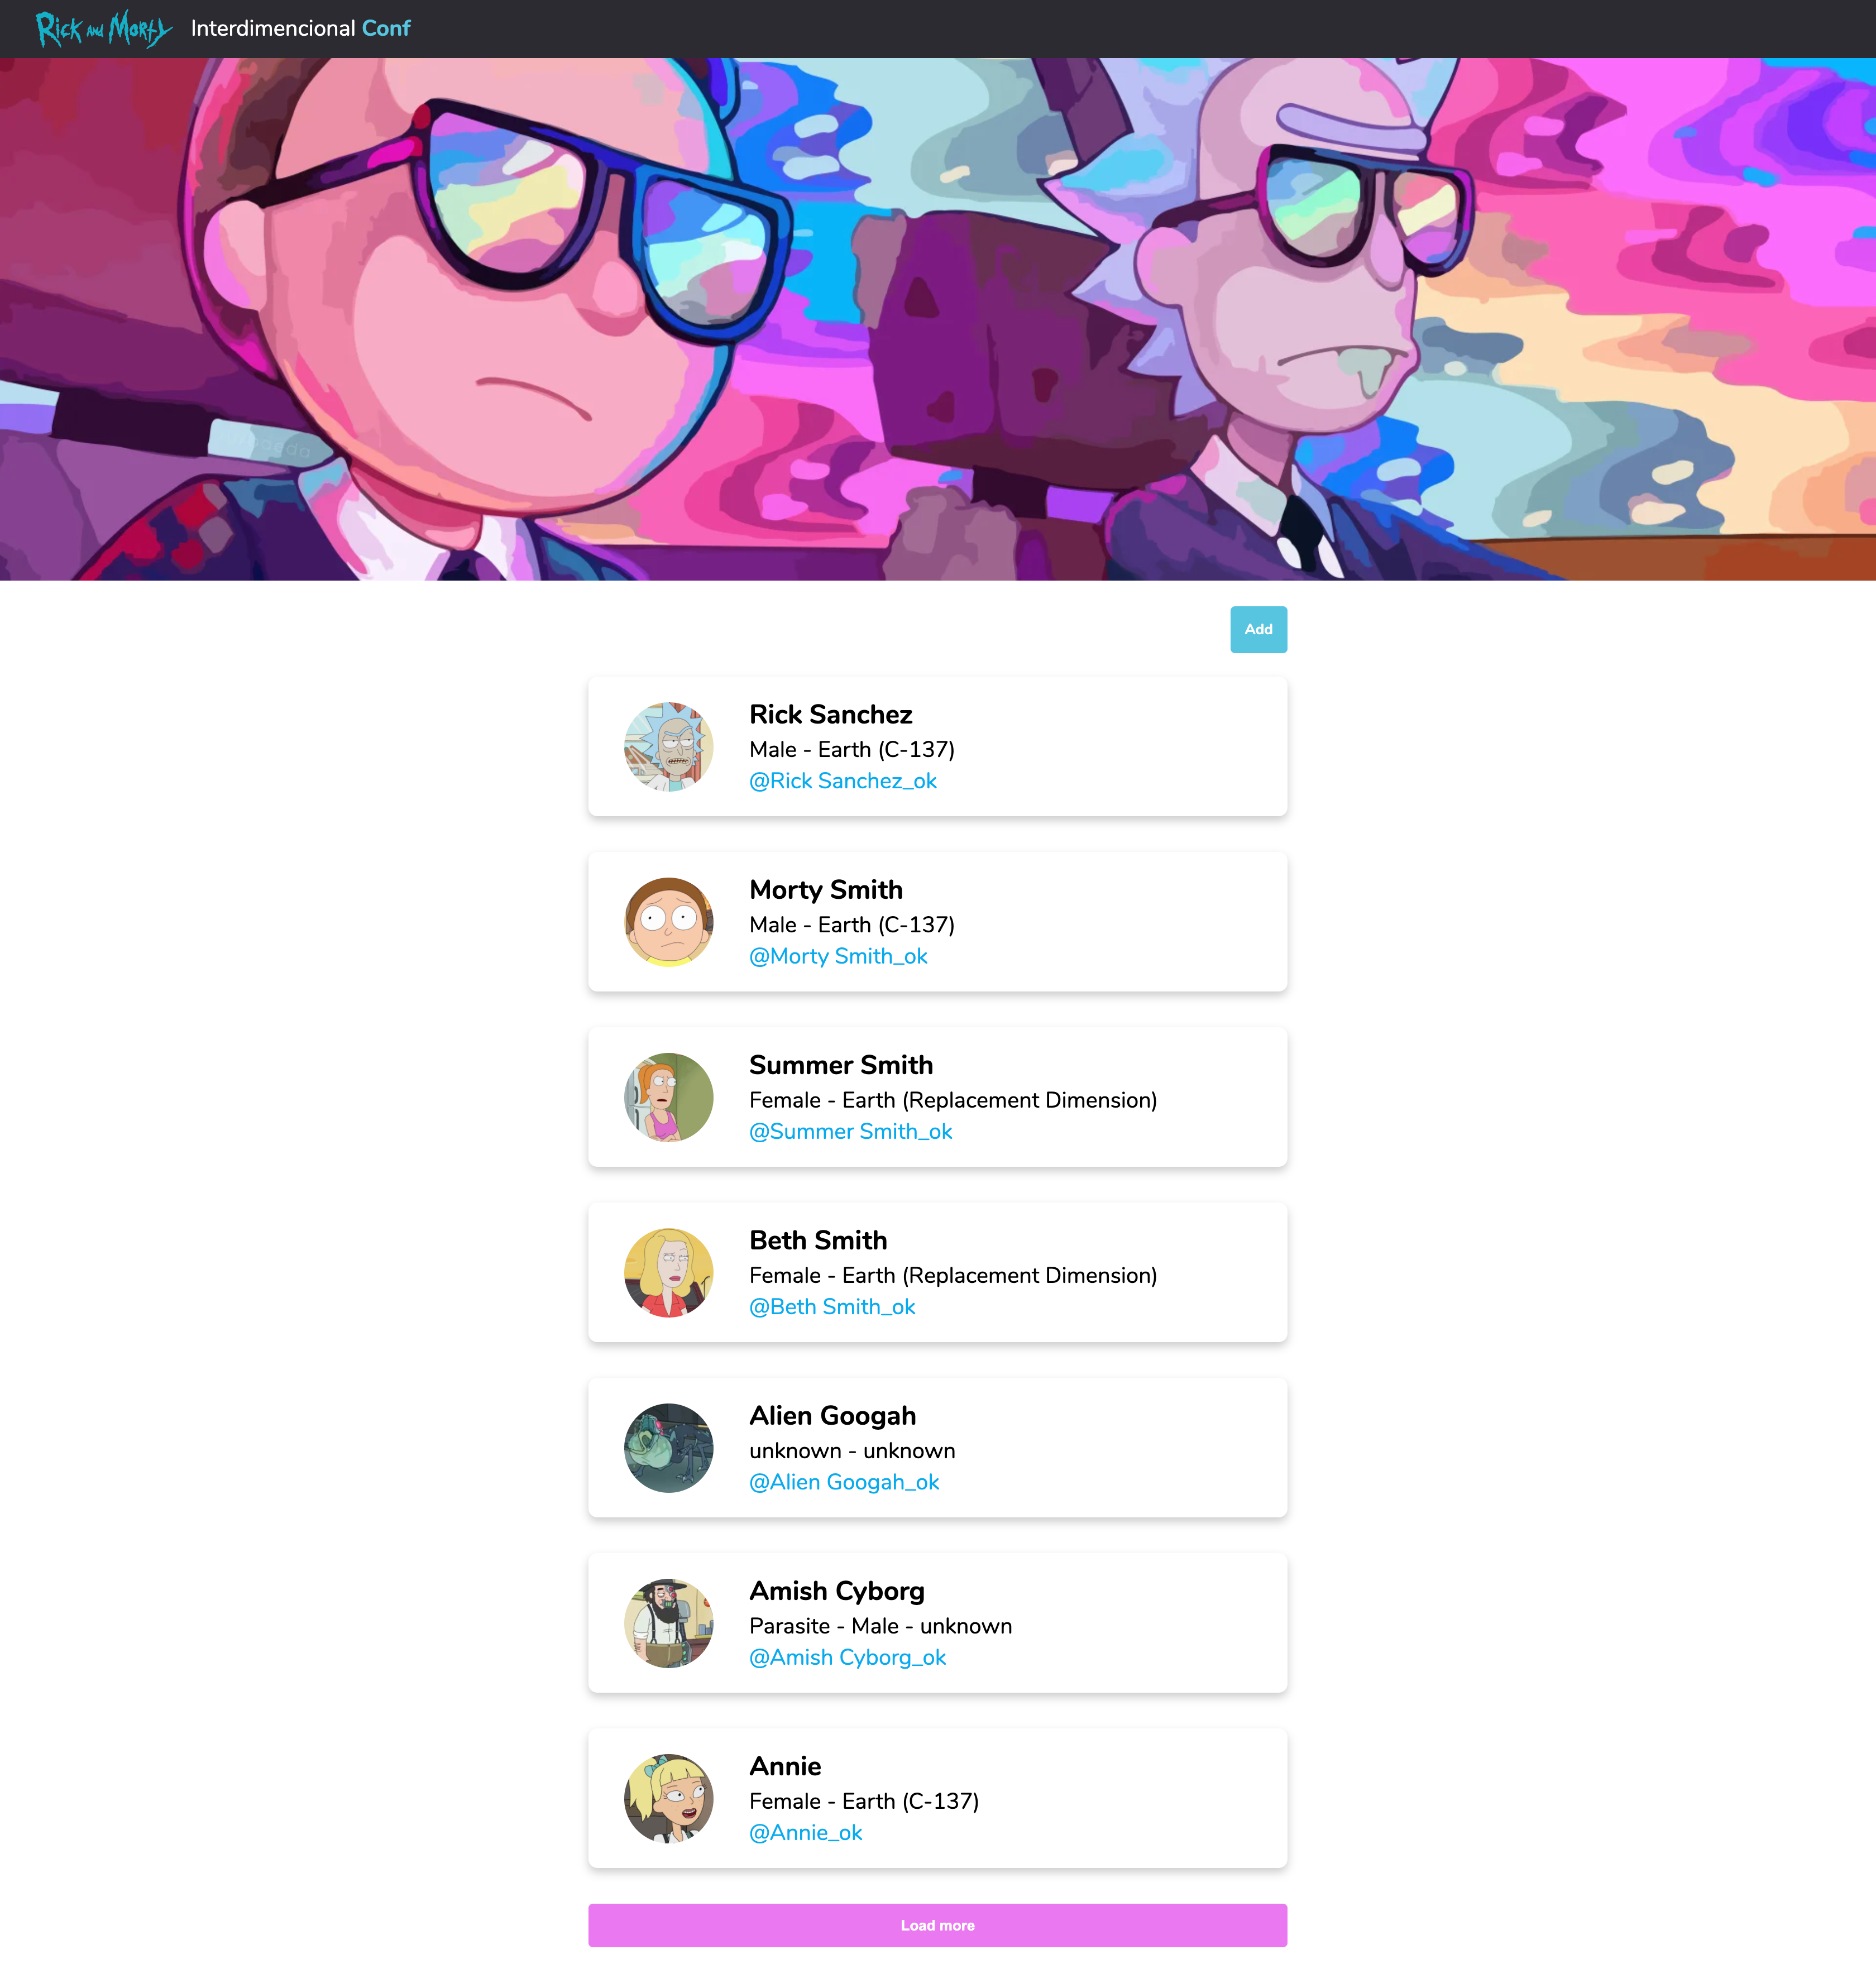 Rick and Morty Interdimencional Conf
Add
Rick Sanchez
Male - Earth (C-137)
@Rick Sanchez_ok
Morty Smith
Male - Earth (C-137)
@Morty Smith_ok
Summer Smith
Female - Earth (Replacement Dimension)
@Summer Smith_ok
Beth Smith
Female - Earth (Replacement Dimension)
@Beth Smith_ok
Alien Googah
unknown - unknown
@Alien Googah_ok
Amish Cyborg
Parasite - Male - unknown
@Amish Cyborg_ok
Annie
Female - Earth (C-137)
@Annie_ok
Load more